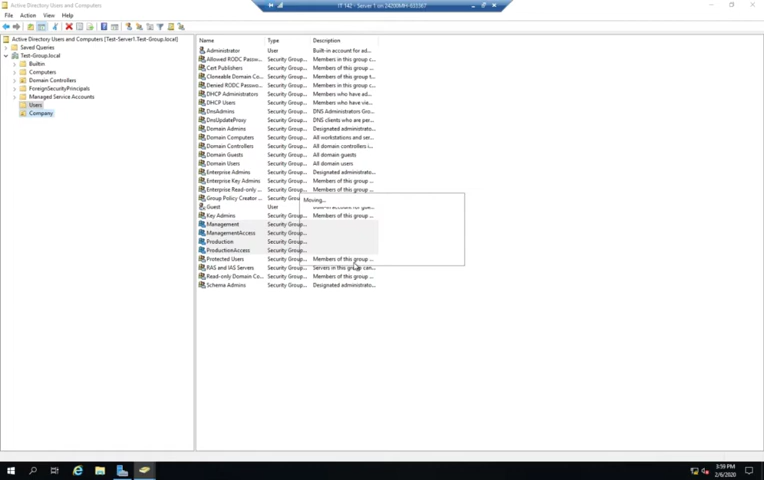 Active Directory Users and Computers
IT 142 - Server 1 on 24200MH-833367
File Action View Help
Active Directory Users and Computers [Test-Server1.Test-Group.local]
Saved Queries
Test-Group.local
Builtin
Computers
Domain Controllers
ForeignSecurityPrincipals
Managed Service Accounts
Users
Company
Name Type Description
Administrator User Built-in account for ad...
Allowed RODC Passw... Security Group... Members in this group c...
Cert Publishers Security Group... Members of this group ...
Cloneable Domain Co... Security Group... Members of this group t...
Denied RODC Passwo... Security Group... Members in this group c...
DHCP Administrators Security Group... Members who have ad...
DHCP Users Security Group... Members who have vie...
DnsAdmins Security Group... DNS Administrators Gro...
DnsUpdateProxy Security Group... DNS clients who are per...
Domain Admins Security Group... Designated administrato...
Domain Computers Security Group... All workstations and ser...
Domain Controllers Security Group... All domain controllers i...
Domain Guests Security Group... All domain guests
Domain Users Security Group... All domain users
Enterprise Admins Security Group... Designated administrato...
Enterprise Key Admins Security Group... Members of this group ...
Enterprise Read-only ... Security Group... Members of this group ...
Group Policy Creator ... Security Grou
Moving...
Guest User Built-in account for gue...
Key Admins Security Group... Members of this group ...
Management Security Group...
ManagementAccess Security Group...
Production Security Group...
ProductionAccess Security Group...
Protected Users Security Group... Members of this group ...
RAS and IAS Servers Security Group... Servers in this group can...
Read-only Domain Co... Security Group... Members of this group ...
Schema Admins Security Group... Designated administrato...
3:59 PM
2/6/2020